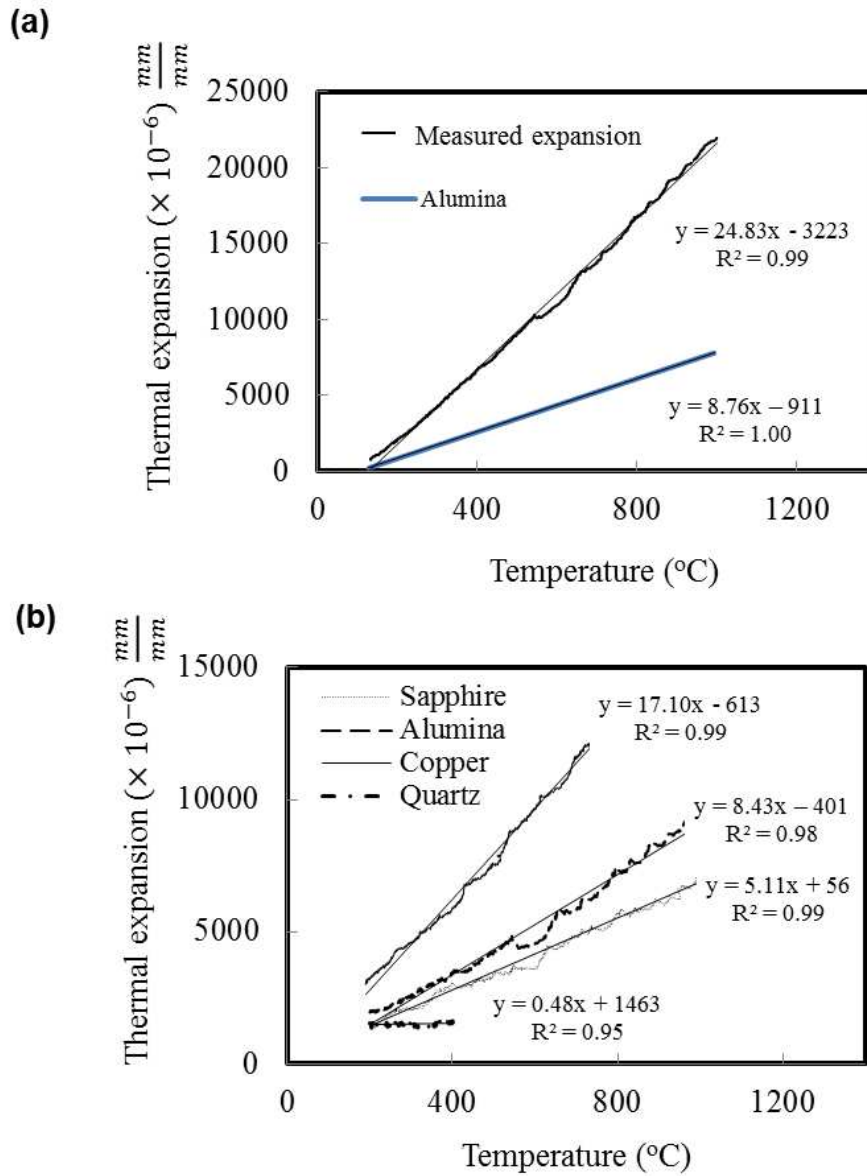 (a)
Thermal expansion (× 10⁻⁶) mm/mm
25000
20000
15000
10000
5000
0
Measured expansion
Alumina
y = 24.83x - 3223
R² = 0.99
y = 8.76x – 911
R² = 1.00
0 400 800 1200
Temperature (°C)
(b)
Thermal expansion (× 10⁻⁶) mm/mm
15000
10000
5000
0
Sapphire
Alumina
Copper
Quartz
y = 17.10x - 613
R² = 0.99
y = 8.43x – 401
R² = 0.98
y = 5.11x + 56
R² = 0.99
y = 0.48x + 1463
R² = 0.95
0 400 800 1200
Temperature (°C)